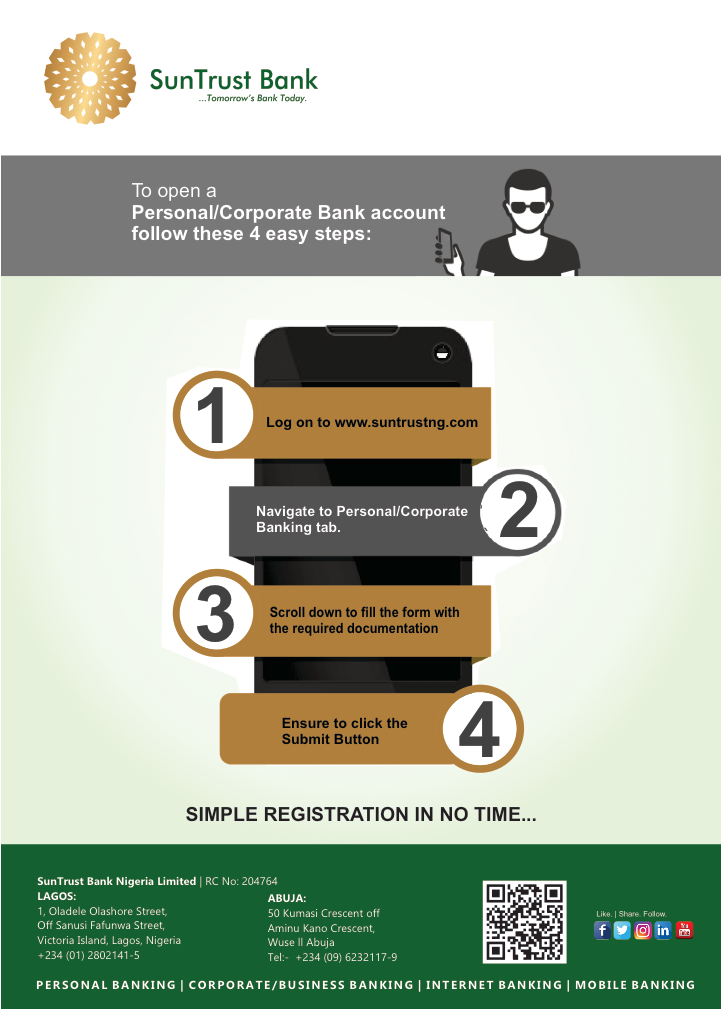 SunTrust Bank
...Tomorrow's Bank Today.
To open a
Personal/Corporate Bank account
follow these 4 easy steps:
1
Log on to www.suntrustng.com
Navigate to Personal/Corporate
Banking tab.
2
3
Scroll down to fill the form with
the required documentation
Ensure to click the
Submit Button
4
SIMPLE REGISTRATION IN NO TIME...
SunTrust Bank Nigeria Limited | RC No: 204764
LAGOS:
1, Oladele Olashore Street,
Off Sanusi Fafunwa Street,
Victoria Island, Lagos, Nigeria
+234 (01) 2802141-5
ABUJA:
50 Kumasi Crescent off
Aminu Kano Crescent,
Wuse ll Abuja
Tel:- +234 (09) 6232117-9
Like. | Share. Follow.
PERSONAL BANKING | CORPORATE/BUSINESS BANKING | INTERNET BANKING | MOBILE BANKING